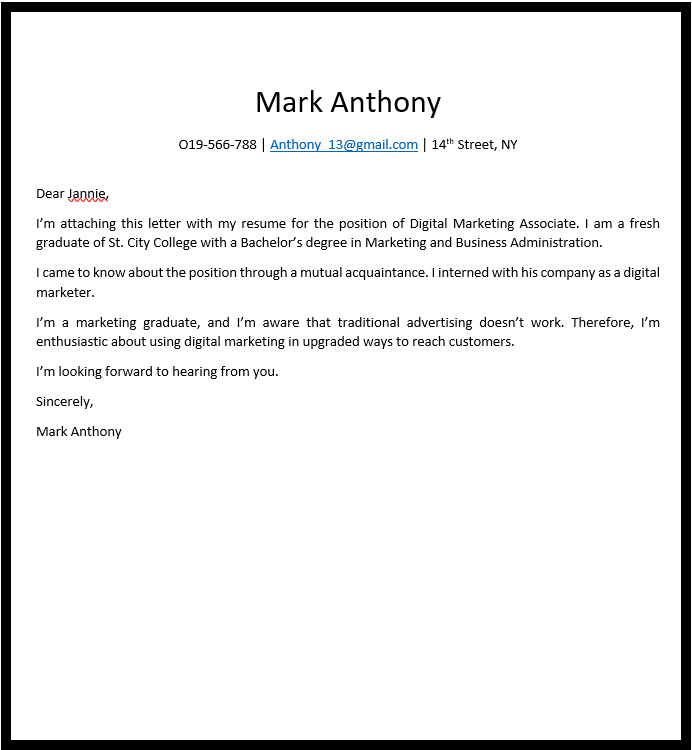 Mark Anthony
O19-566-788 | Anthony_13@gmail.com | 14th Street, NY
Dear Jannie,
I’m attaching this letter with my resume for the position of Digital Marketing Associate. I am a fresh
graduate of St. City College with a Bachelor’s degree in Marketing and Business Administration.
I came to know about the position through a mutual acquaintance. I interned with his company as a digital
marketer.
I’m a marketing graduate, and I’m aware that traditional advertising doesn’t work. Therefore, I’m
enthusiastic about using digital marketing in upgraded ways to reach customers.
I’m looking forward to hearing from you.
Sincerely,
Mark Anthony